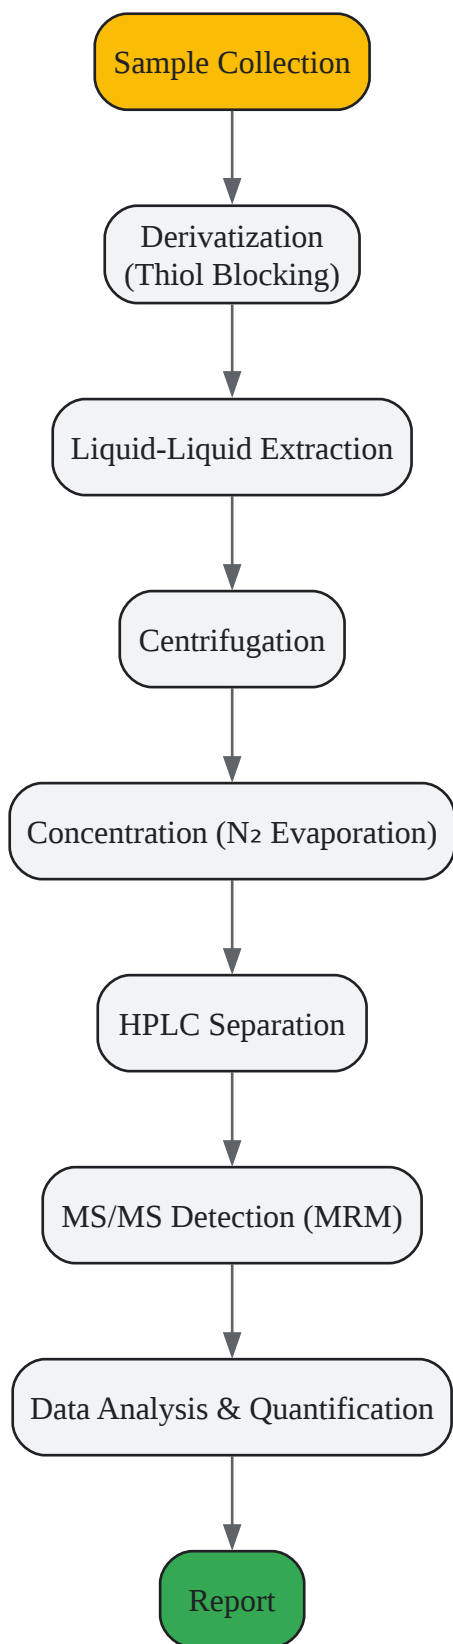 Sample Collection
Derivatization
(Thiol Blocking)
Liquid-Liquid Extraction
Centrifugation
Concentration (N₂ Evaporation)
HPLC Separation
MS/MS Detection (MRM)
Data Analysis & Quantification
Report